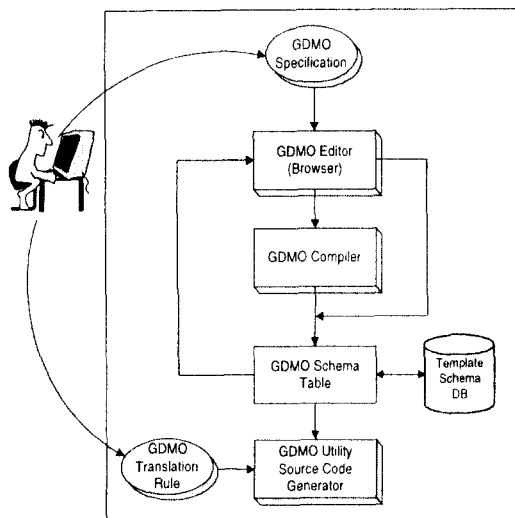 GDMO
Specification
GDMO Editor
(Browser)
GDMO Compiler
GDMO Schema
Table
Template
Schema
DB
GDMO
Translation
Rule
GDMO Utility
Source Code
Generator